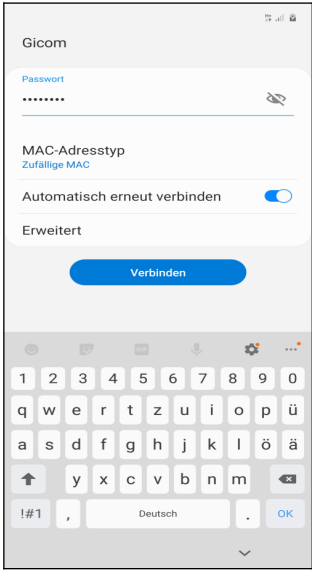 Gicom
Passwort
••••••••
MAC-Adresstyp
Zufällige MAC
Automatisch erneut verbinden
Erweitert
Verbinden
1 2 3 4 5 6 7 8 9 0
q w e r t z u i o p ü
a s d f g h j k l ö ä
y x c v b n m
!#1 , Deutsch . OK